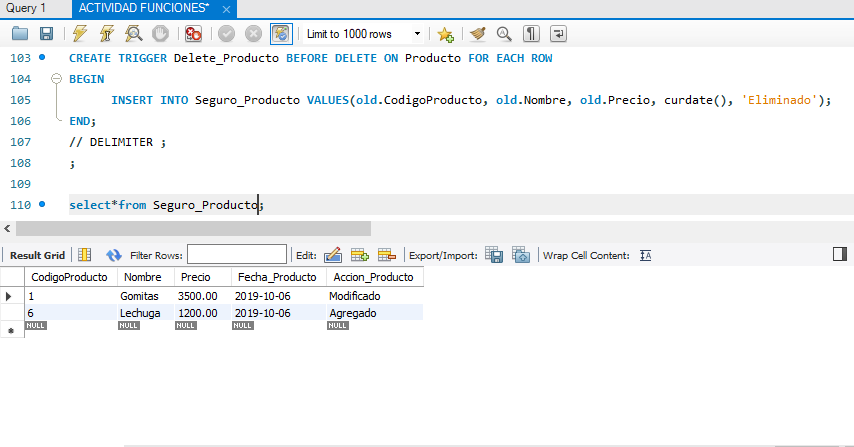 Query 1 ACTIVIDAD FUNCIONES*
Limit to 1000 rows
103 CREATE TRIGGER Delete_Producto BEFORE DELETE ON Producto FOR EACH ROW
104 BEGIN
105 INSERT INTO Seguro_Producto VALUES(old.CodigoProducto, old.Nombre, old.Precio, curdate(), 'Eliminado');
106 END;
107 // DELIMITER ;
108 ;
109
110 select*from Seguro_Producto;
Result Grid Filter Rows: Edit: Export/Import: Wrap Cell Content: IA
CodigoProducto Nombre Precio Fecha_Producto Accion_Producto
1 Gomitas 3500.00 2019-10-06 Modificado
6 Lechuga 1200.00 2019-10-06 Agregado
NULL NULL NULL NULL NULL